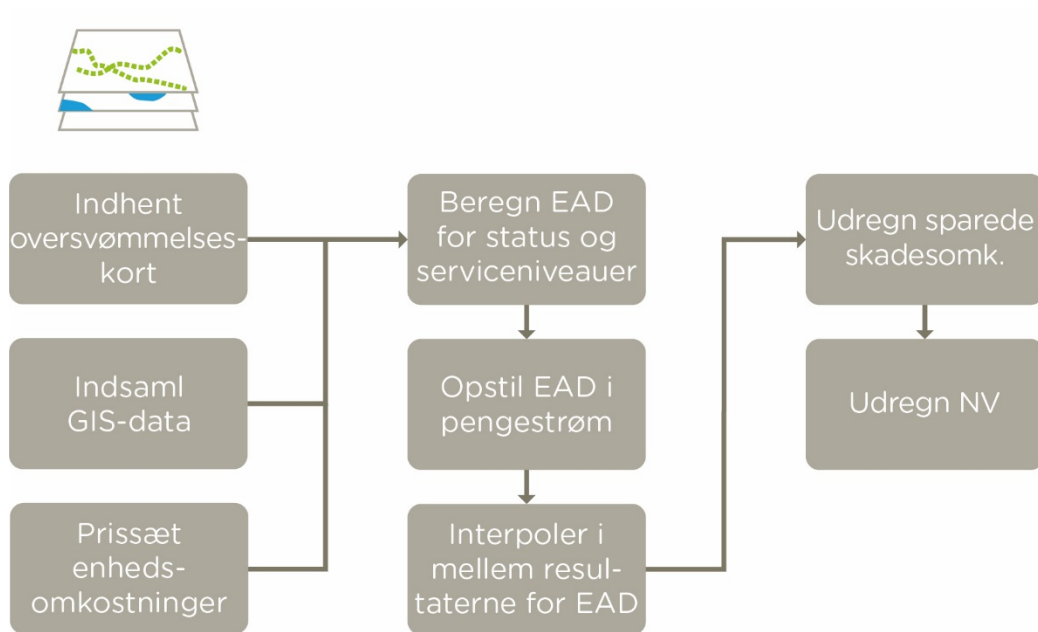 Indhent
oversvømmelses-
kort
Indsaml
GIS-data
Prissæt
enheds-
omkostninger
Beregn EAD
for status og
serviceniveauer
Opstil EAD i
pengestrøm
Interpoler i
mellem resul-
taterne for EAD
Udregn sparede
skadesomk.
Udregn NV